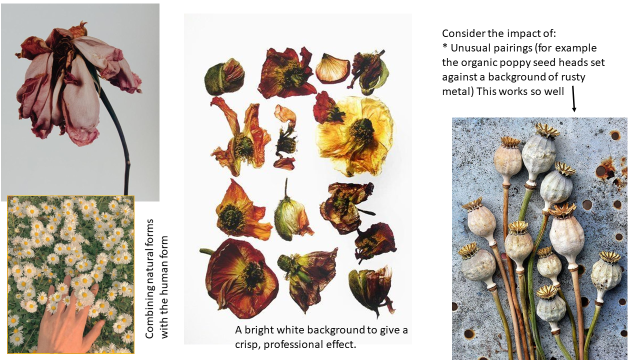 Consider the impact of:
* Unusual pairings (for example
the organic poppy seed heads set
against a background of rusty
metal) This works so well
Combining natural forms
with the human form
A bright white background to give a
crisp, professional effect.